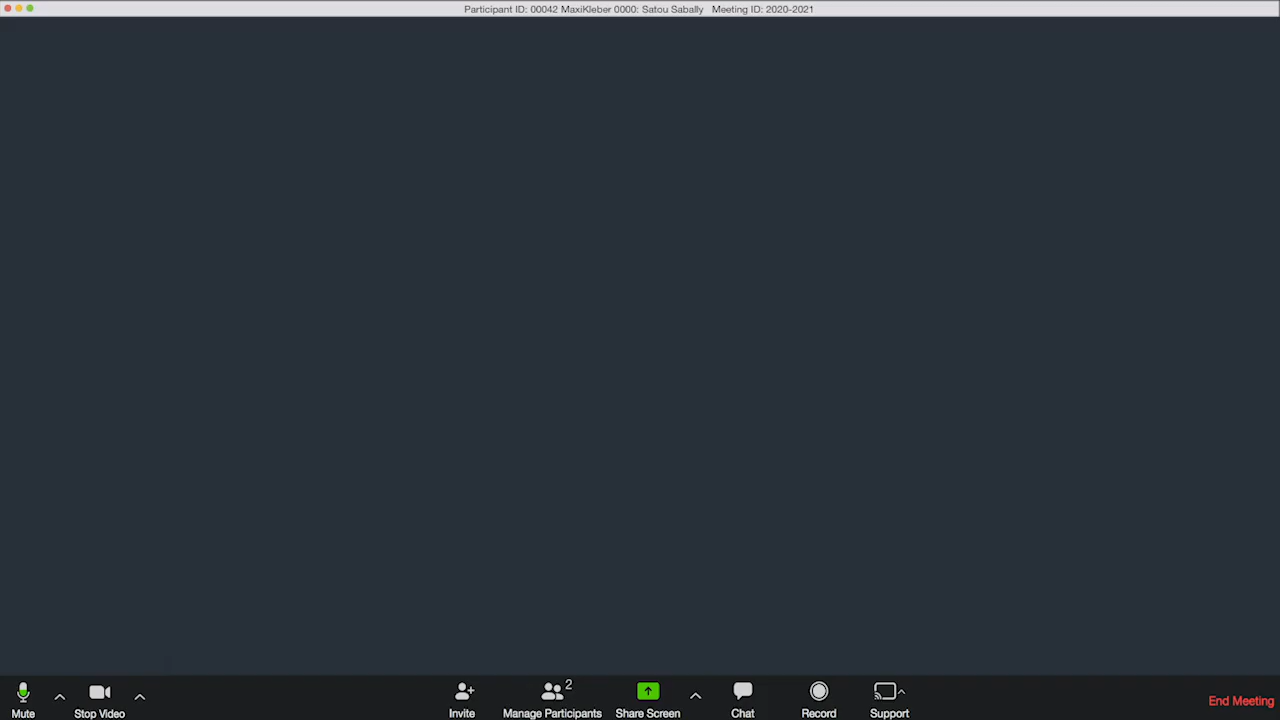 Participant ID: 00042 MaxiKleber 0000: Satou Sabally Meeting ID: 2020-2021
2
Mute Stop Video Invite Manage Participants Share Screen Chat Record Support End Meeting